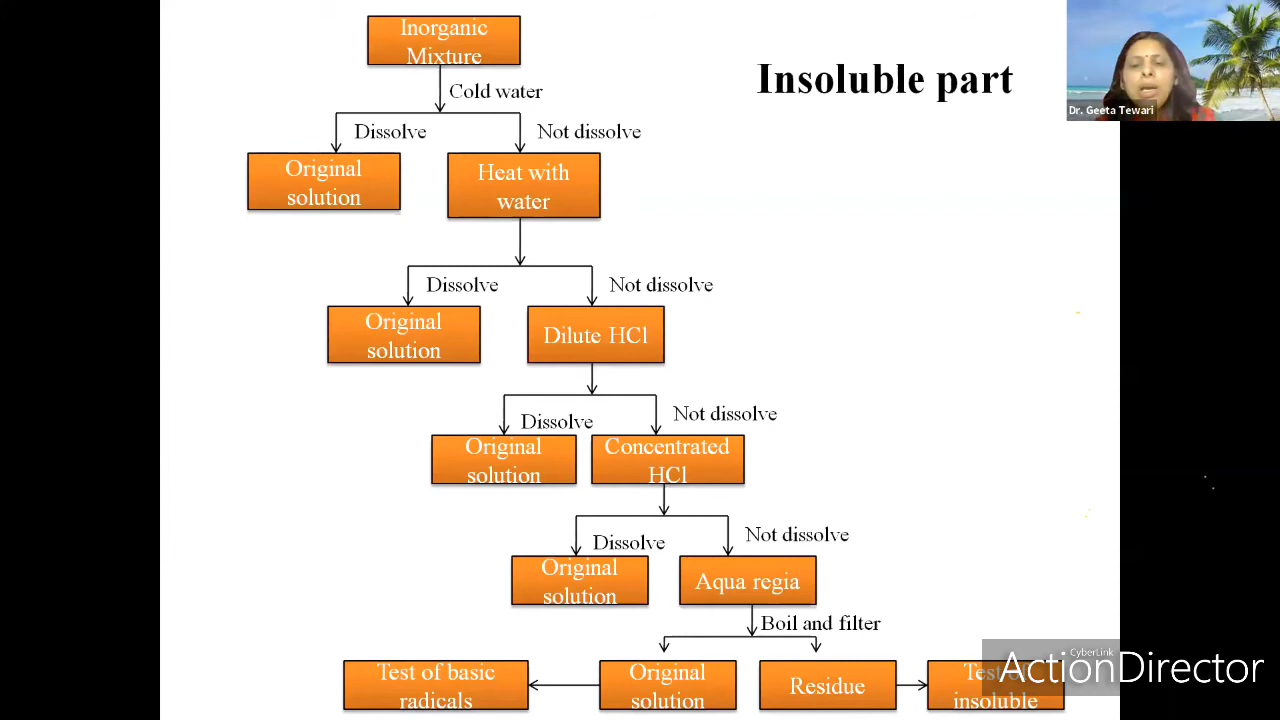 Inorganic
Mixture
Insoluble part
Dr. Geeta Tewari
Cold water
Dissolve
Not dissolve
Original
solution
Heat with
water
Dissolve
Not dissolve
Original
solution
Dilute HCl
Dissolve
Not dissolve
Original
solution
Concentrated
HCl
Dissolve
Not dissolve
Original
solution
Aqua regia
Boil and filter
Test of basic
radicals
Original
solution
Residue
Test of
insoluble
CyberLink
ActionDirector